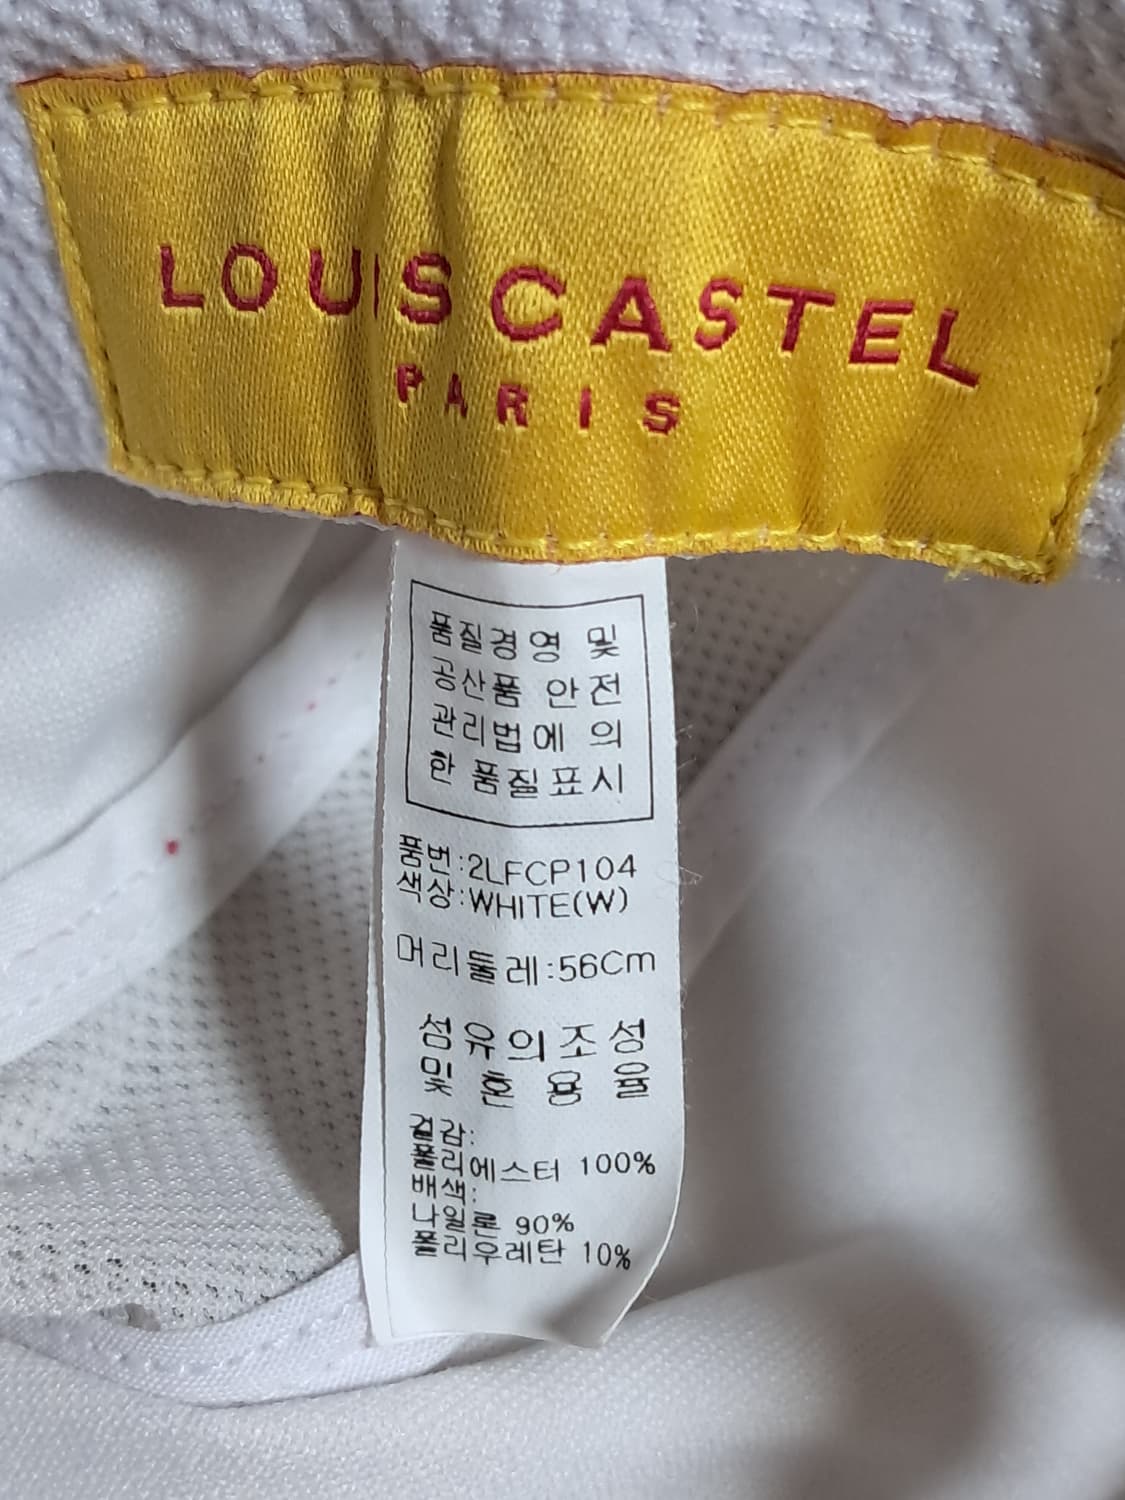 LOUIS CASTEL
PARIS
품질경영 및
공산품 안전
관리법에 의
한 품질표시
품번:2LFCP104
색상:WHITE(W)
머리둘레:56Cm
섬유의조성
및 혼 용 율
겉감:
폴리에스터 100%
배색:
나일론 90%
폴리우레탄 10%